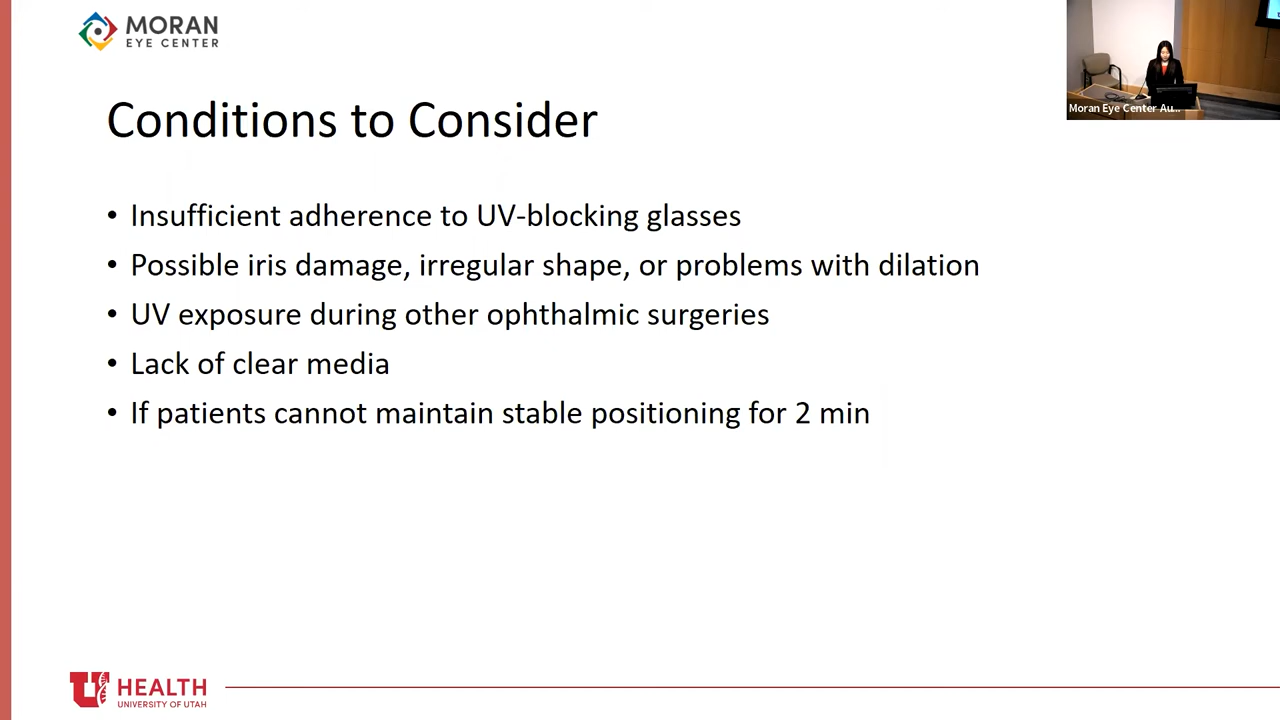 MORAN
EYE CENTER
Moran Eye Center Au...
Conditions to Consider
• Insufficient adherence to UV-blocking glasses
• Possible iris damage, irregular shape, or problems with dilation
• UV exposure during other ophthalmic surgeries
• Lack of clear media
• If patients cannot maintain stable positioning for 2 min
U HEALTH
UNIVERSITY OF UTAH